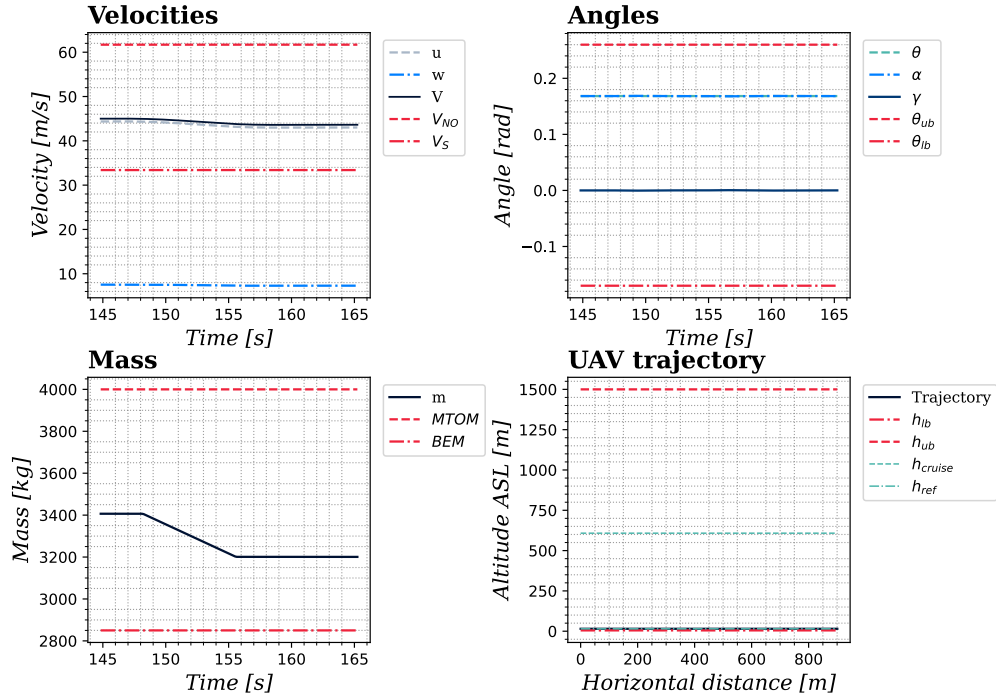 Velocities
Velocity [m/s]
60
50
40
30
20
10
145 150 155 160 165
Time [s]
u
w
V
V_NO
V_S
Angles
Angle [rad]
0.2
0.1
0.0
−0.1
145 150 155 160 165
Time [s]
θ
α
γ
θ_ub
θ_lb
Mass
Mass [kg]
4000
3800
3600
3400
3200
3000
2800
145 150 155 160 165
Time [s]
m
MTOM
BEM
UAV trajectory
Altitude ASL [m]
1500
1250
1000
750
500
250
0
0 200 400 600 800
Horizontal distance [m]
Trajectory
h_lb
h_ub
h_cruise
h_ref